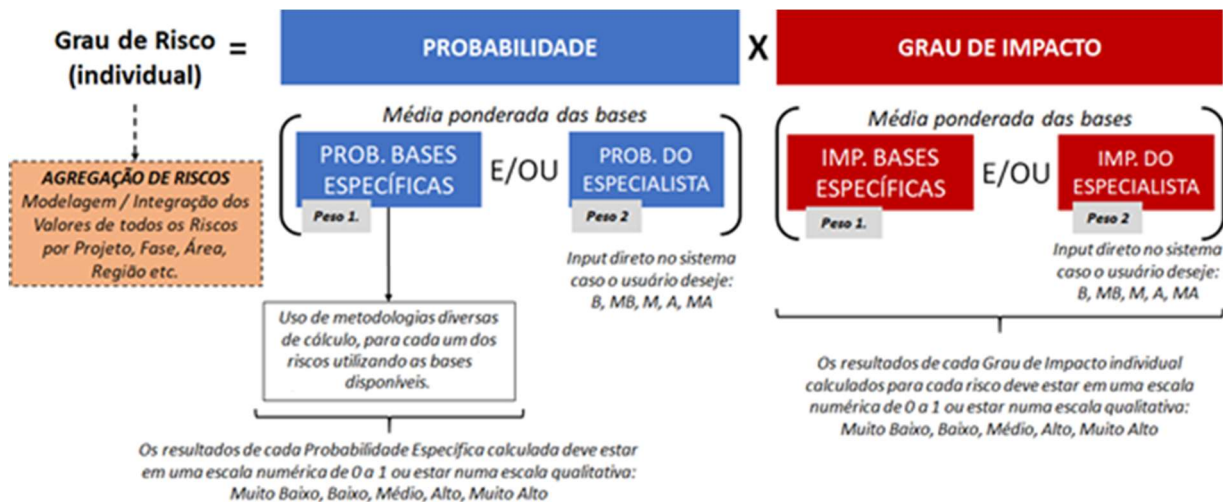 Grau de Risco
(individual)
=
PROBABILIDADE
X
GRAU DE IMPACTO
AGREGAÇÃO DE RISCOS
Modelagem / Integração dos
Valores de todos os Riscos
por Projeto, Fase, Área,
Região etc.
Média ponderada das bases
PROB. BASES
ESPECÍFICAS
Peso 1.
E/OU
PROB. DO
ESPECIALISTA
Peso 2
Input direto no sistema
caso o usuário deseje:
B, MB, M, A, MA
Uso de metodologias diversas
de cálculo, para cada um dos
riscos utilizando as bases
disponíveis.
Os resultados de cada Probabilidade Específica calculada deve estar
em uma escala numérica de 0 a 1 ou estar numa escala qualitativa:
Muito Baixo, Baixo, Médio, Alto, Muito Alto
Média ponderada das bases
IMP. BASES
ESPECÍFICAS
Peso 1.
E/OU
IMP. DO
ESPECIALISTA
Peso 2
Input direto no sistema
caso o usuário deseje:
B, MB, M, A, MA
Os resultados de cada Grau de Impacto individual
calculados para cada risco deve estar em uma escala
numérica de 0 a 1 ou estar numa escala qualitativa:
Muito Baixo, Baixo, Médio, Alto, Muito Alto